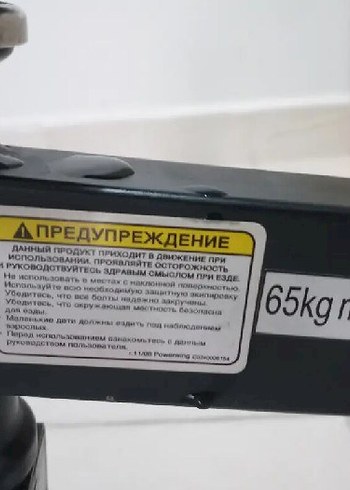 ПРЕДУПРЕЖДЕНИЕ
ДАННЫЙ ПРОДУКТ ПРИХОДИТ В ДВИЖЕНИЕ ПРИ
ИСПОЛЬЗОВАНИИ. ПРОЯВЛЯЙТЕ ОСТОРОЖНОСТЬ
И РУКОВОДСТВУЙТЕСЬ ЗДРАВЫМ СМЫСЛОМ ПРИ ЕЗДЕ.
Не использовать в местах с наклонной поверхностью.
Используйте всю необходимую защитную экипировку
Убедитесь, что все болты надежно закручены.
Убедитесь, что окружающая местность безопасна
для езды.
Маленькие дети должны ездить под наблюдением
взрослых.
Перед использованием ознакомьтесь с данным
руководством пользователя.
65kg